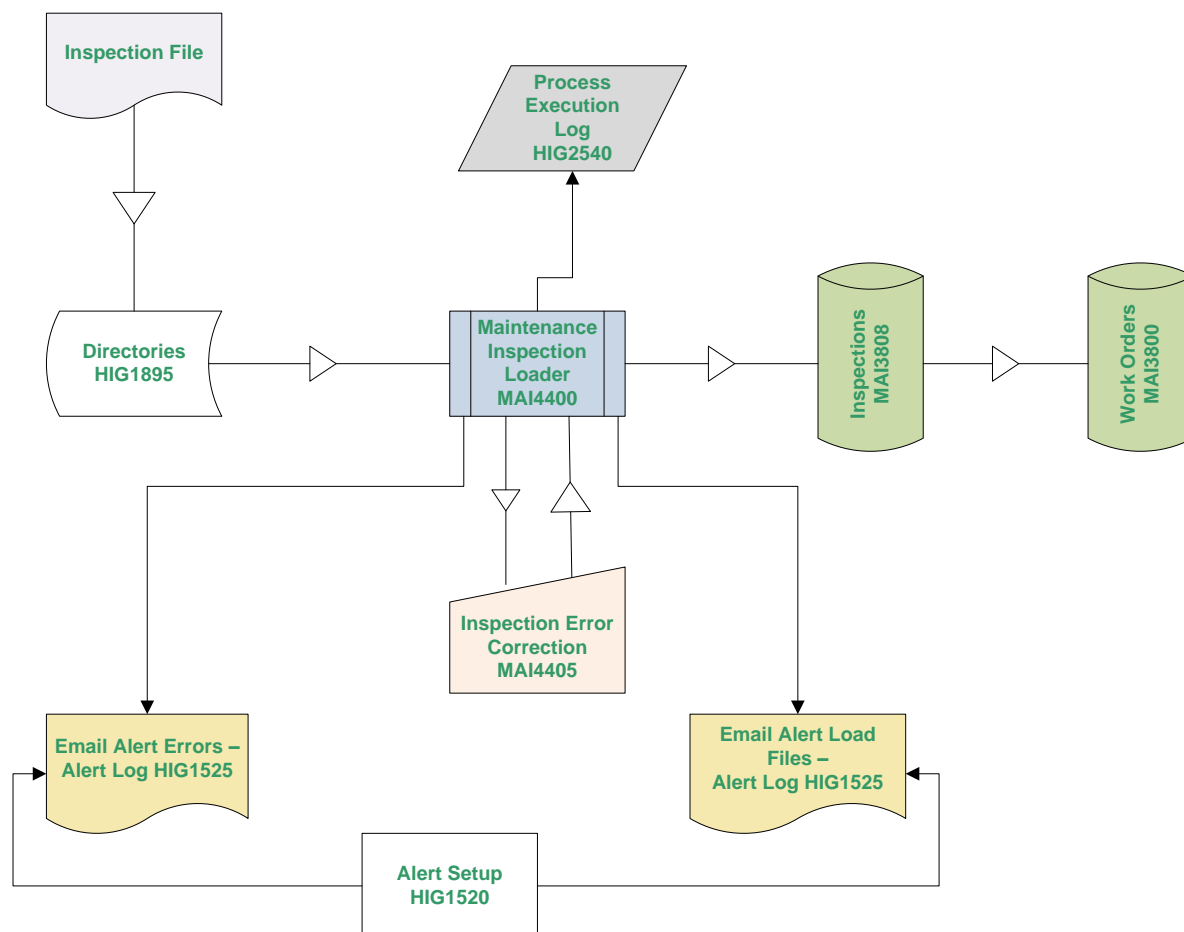 Inspection File
Process
Execution
Log
HIG2540
Directories
HIG1895
Maintenance
Inspection
Loader
MAI4400
Inspections
MAI3808
Work Orders
MAI3800
Inspection Error
Correction
MAI4405
Email Alert Errors –
Alert Log HIG1525
Email Alert Load
Files –
Alert Log HIG1525
Alert Setup
HIG1520